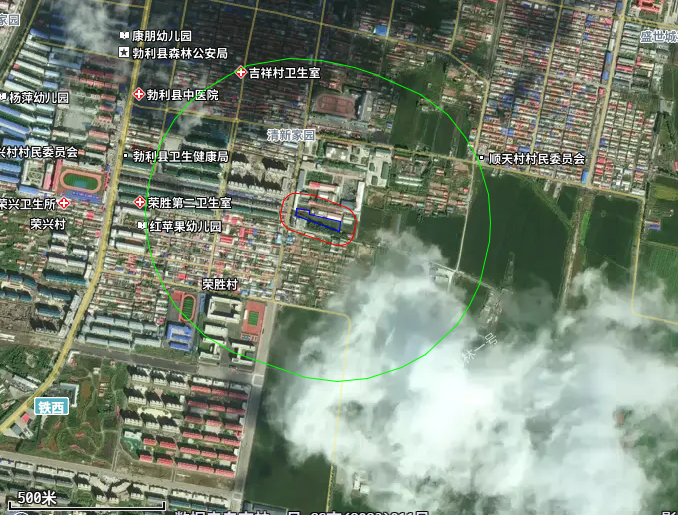 康朋幼儿园
勃利县森林公安局
盛世城
吉祥村卫生室
杨萍幼儿园
勃利县中医院
清新家园
兴村村民委员会
勃利县卫生健康局
顺天村村民委员会
荣兴卫生所
荣胜第二卫生室
荣兴村
红苹果幼儿园
荣胜村
林一号
铁西
500米